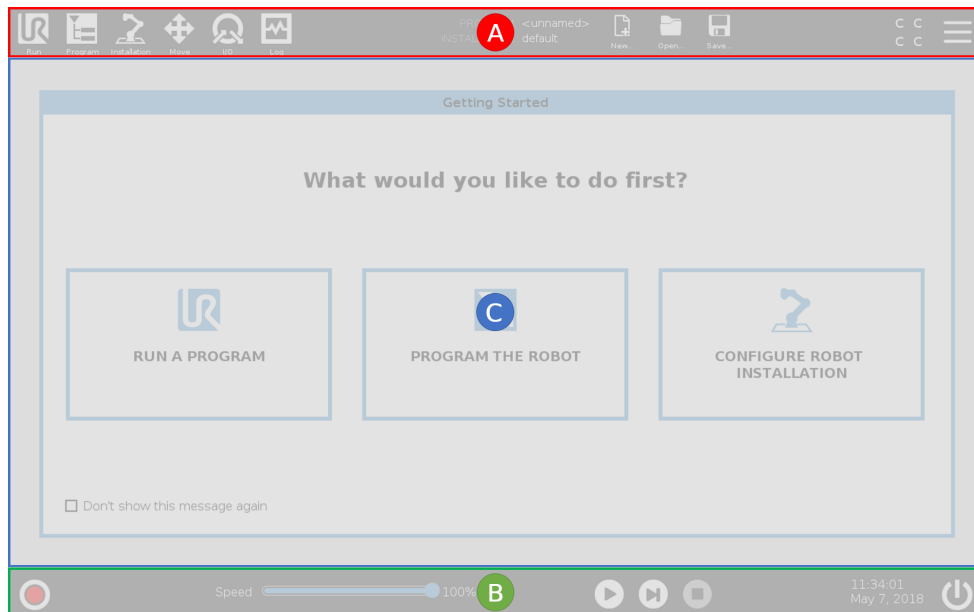 <unnamed>
default
Run
Program
Installation
Move
I/O
Log
A
New...
Open...
Save...
C C
C C
Getting Started
What would you like to do first?
C
RUN A PROGRAM
PROGRAM THE ROBOT
CONFIGURE ROBOT
INSTALLATION
Don't show this message again
Speed
100%
B
11:34:01
May 7, 2018